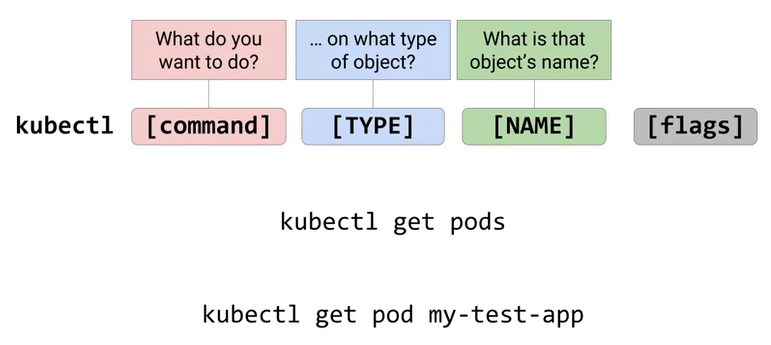 What do you
want to do?
... on what type
of object?
What is that
object's name?
kubectl [command] [TYPE] [NAME] [flags]
kubectl get pods
kubectl get pod my-test-app